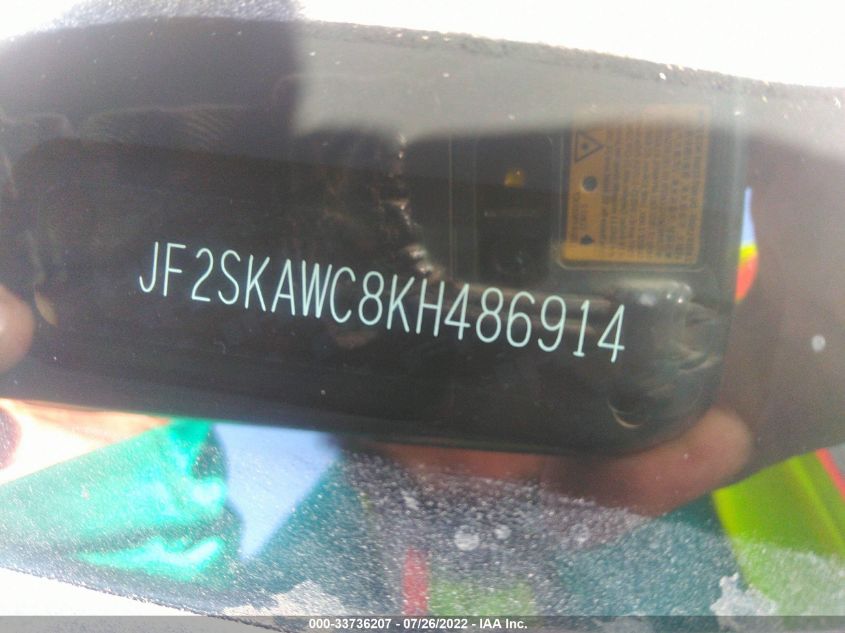 JF2SKAWC8KH486914
000-33736207 - 07/26/2022 - IAA Inc.